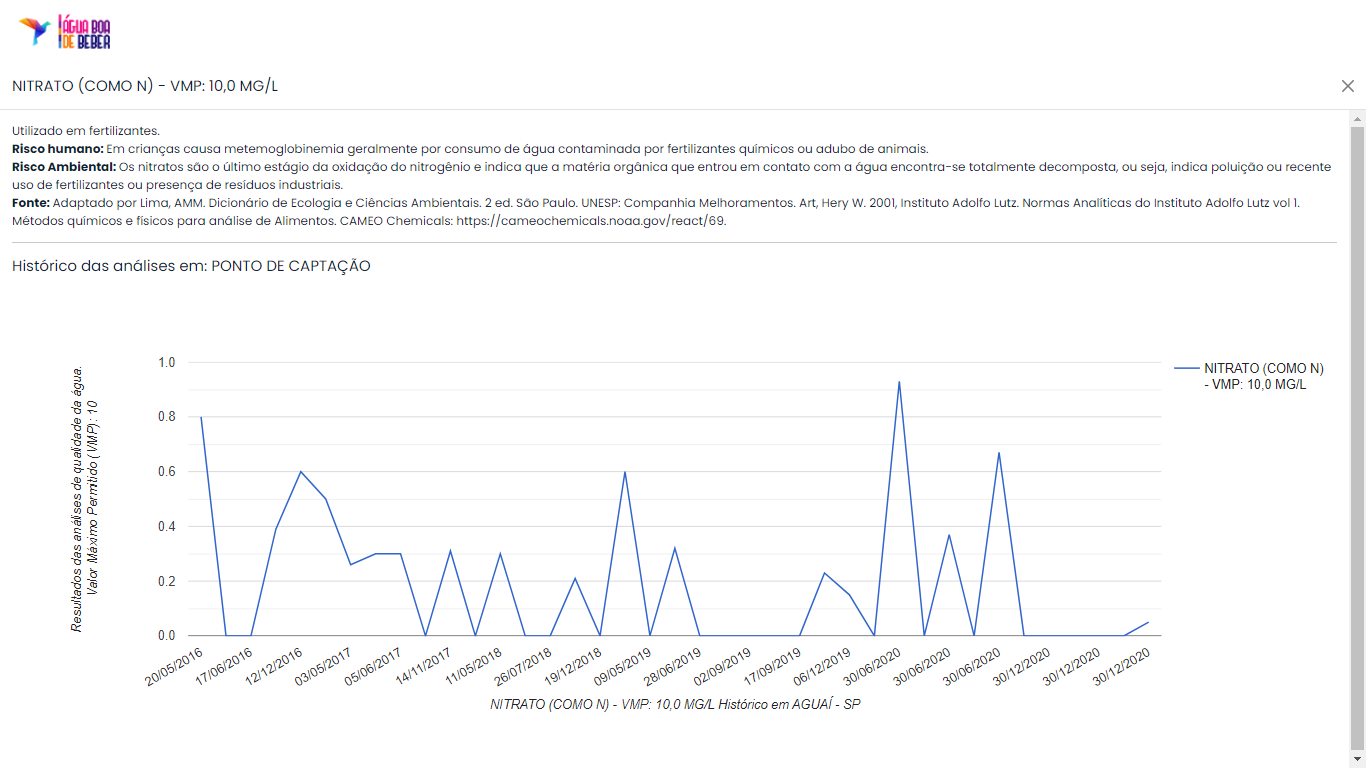 ÁGUA BOA
DE BEBER
NITRATO (COMO N) - VMP: 10,0 MG/L
Utilizado em fertilizantes.
Risco humano: Em crianças causa metemoglobinemia geralmente por consumo de água contaminada por fertilizantes químicos ou adubo de animais.
Risco Ambiental: Os nitratos são o último estágio da oxidação do nitrogênio e indica que a matéria orgânica que entrou em contato com a água encontra-se totalmente decomposta, ou seja, indica poluição ou recente
uso de fertilizantes ou presença de resíduos industriais.
Fonte: Adaptado por Lima, AMM. Dicionário de Ecologia e Ciências Ambientais. 2 ed. São Paulo. UNESP: Companhia Melhoramentos. Art, Hery W. 2001, Instituto Adolfo Lutz. Normas Analíticas do Instituto Adolfo Lutz vol 1.
Métodos químicos e físicos para análise de Alimentos. CAMEO Chemicals: https://cameochemicals.noaa.gov/react/69.
Histórico das análises em: PONTO DE CAPTAÇÃO
Resultados das análises de qualidade da água.
Valor Máximo Permitido (VMP): 10
1.0
0.8
0.6
0.4
0.2
0.0
NITRATO (COMO N)
- VMP: 10,0 MG/L
20/05/2016
17/06/2016
12/12/2016
03/05/2017
05/06/2017
14/11/2017
11/05/2018
26/07/2018
19/12/2018
09/05/2019
28/06/2019
02/09/2019
17/09/2019
06/12/2019
30/06/2020
30/06/2020
30/06/2020
30/12/2020
30/12/2020
30/12/2020
NITRATO (COMO N) - VMP: 10,0 MG/L Histórico em AGUAÍ - SP